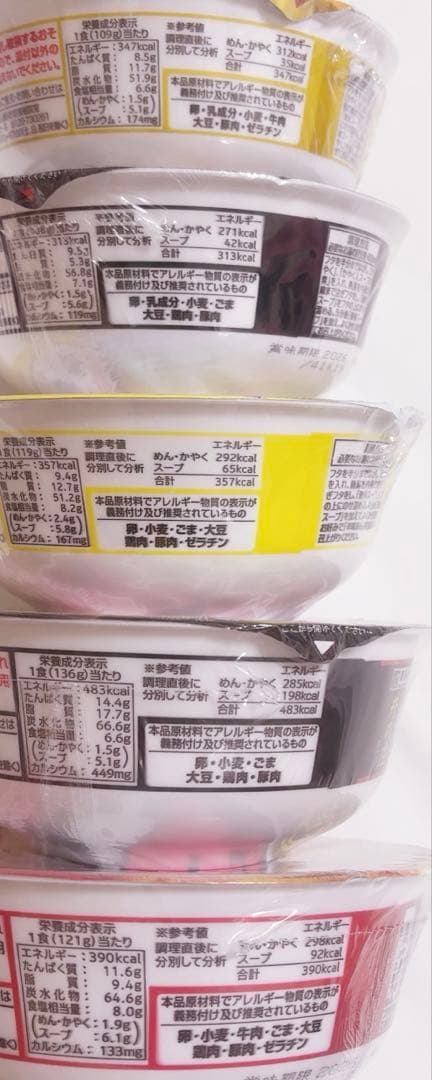 栄養成分表示
1食(109g)当たり
エネルギー:347kcal
たんぱく質: 8.5g
脂質: 11.7g
炭水化物: 51.9g
食塩相当量: 6.6g
(めん・かやく:1.5g)
(スープ:5.1g)
カルシウム: 174mg
※参考値
調理直後に
分別して分析
エネルギー
めん・かやく 312kcal
スープ 35kcal
合計 347kcal
本品原材料でアレルギー物質の表示が
義務付け及び推奨されているもの
卵・乳成分・小麦・牛肉
大豆・豚肉・ゼラチン
栄養成分表示
エネルギー:313kcal
9.5g
5.3g
56.8g
7.1g
(めん・かやく:1.5g)
スープ:5.6g)
119mg
分別して分析
エネルギー
めん・かやく 271kcal
スープ 42kcal
合計 313kcal
本品原材料でアレルギー物質の表示が
義務付け及び推奨されているもの
卵・乳成分・小麦・ごま
大豆・鶏肉・豚肉
賞味期限
栄養成分表示
1食(119g)当たり
エネルギー:357kcal
たんぱく質: 9.4g
脂質: 12.7g
炭水化物: 51.2g
食塩相当量: 8.2g
(めん・かやく:2.4g)
(スープ:5.8g)
カルシウム: 167mg
※参考値
調理直後に
分別して分析
エネルギー
めん・かやく 292kcal
スープ 65kcal
合計 357kcal
本品原材料でアレルギー物質の表示が
義務付け及び推奨されているもの
卵・小麦・ごま・大豆
鶏肉・豚肉・ゼラチン
栄養成分表示
1食(136g)当たり
エネルギー:483kcal
たんぱく質: 14.4g
脂質: 17.7g
炭水化物: 66.6g
食塩相当量: 6.6g
(めん・かやく:1.5g)
(スープ:5.1g)
カルシウム: 449mg
※参考値
調理直後に
分別して分析
エネルギー
めん・かやく 285kcal
スープ 198kcal
合計 483kcal
本品原材料でアレルギー物質の表示が
義務付け及び推奨されているもの
卵・小麦・ごま
大豆・鶏肉・豚肉
栄養成分表示
1食(121g)当たり
エネルギー:390kcal
たんぱく質: 11.6g
脂質: 9.4g
炭水化物: 64.6g
食塩相当量: 8.0g
(めん・かやく:1.9g)
(スープ:6.1g)
カルシウム: 133mg
※参考値
調理直後に
分別して分析
エネルギー
めん・かやく 298kcal
スープ 92kcal
合計 390kcal
本品原材料でアレルギー物質の表示が
義務付け及び推奨されているもの
卵・小麦・牛肉・ごま・大豆
鶏肉・豚肉・ゼラチン